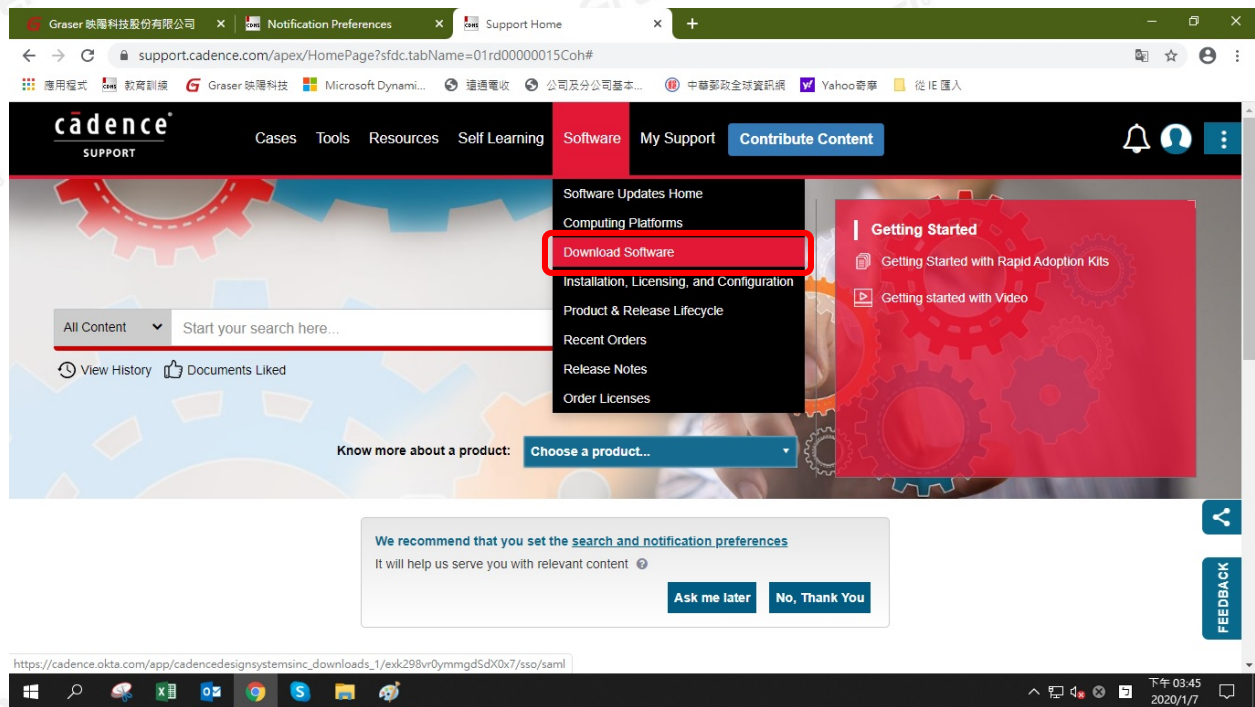 Graser 映陽科技股份有限公司
Notification Preferences
Support Home
support.cadence.com/apex/HomePage?sfdc.tabName=01rd00000015Coh#
應用程式
教育訓練
Graser 映陽科技
Microsoft Dynami...
遠通電收
公司及分公司基本...
中華郵政全球資訊網
Yahoo奇摩
從 IE 匯入
cādence®
SUPPORT
Cases
Tools
Resources
Self Learning
Software
My Support
Contribute Content
Software Updates Home
Computing Platforms
Download Software
Installation, Licensing, and Configuration
Product & Release Lifecycle
Recent Orders
Release Notes
Order Licenses
Getting Started
Getting Started with Rapid Adoption Kits
Getting started with Video
All Content
Start your search here...
View History
Documents Liked
Know more about a product:
Choose a product...
We recommend that you set the search and notification preferences
It will help us serve you with relevant content
Ask me later
No, Thank You
FEEDBACK
https://cadence.okta.com/app/cadencedesignsystemsinc_downloads_1/exk298vr0ymmgdSdX0x7/sso/saml
下午 03:45
2020/1/7